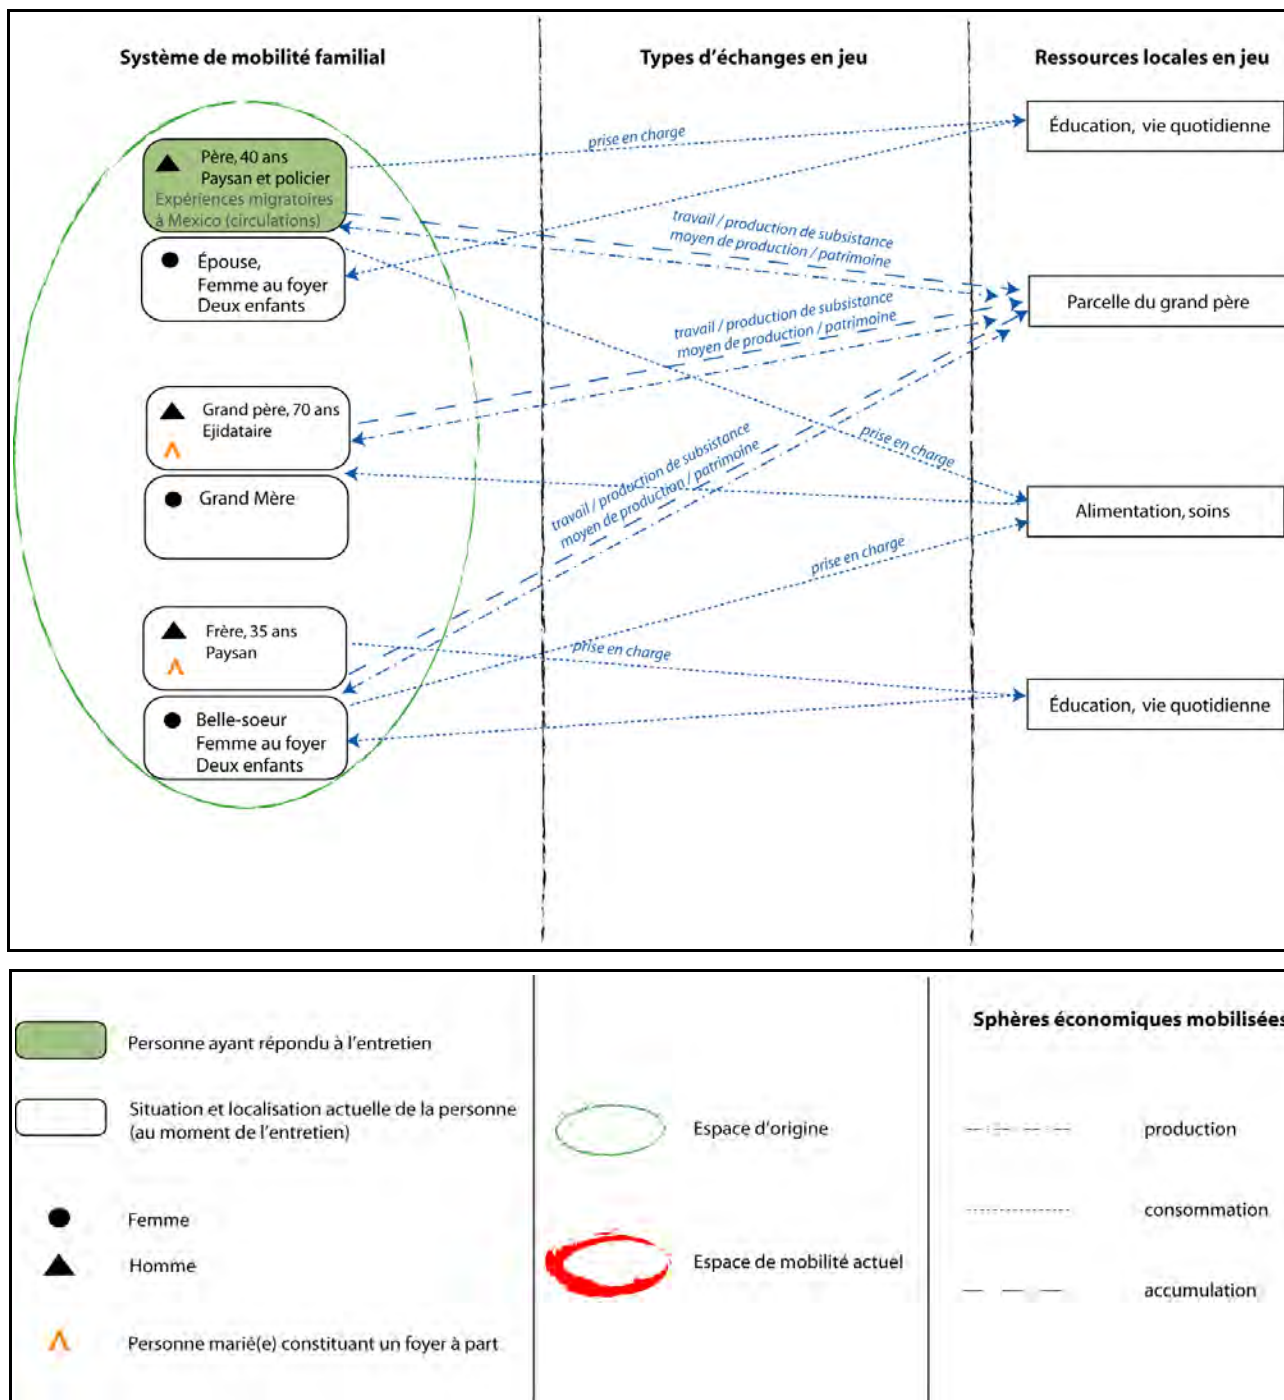 Système de mobilité familial
Types d'échanges en jeu
Ressources locales en jeu
Père, 40 ans
Paysan et policier
Expériences migratoires
à Mexico (circulations)
Épouse,
Femme au foyer
Deux enfants
Grand père, 70 ans
Ejidataire
Grand Mère
Frère, 35 ans
Paysan
Belle-soeur
Femme au foyer
Deux enfants
prise en charge
travail / production de subsistance
moyen de production / patrimoine
travail / production de subsistance
moyen de production / patrimoine
travail / production de subsistance
moyen de production / patrimoine
prise en charge
prise en charge
prise en charge
Éducation, vie quotidienne
Parcelle du grand père
Alimentation, soins
Éducation, vie quotidienne
Personne ayant répondu à l'entretien
Situation et localisation actuelle de la personne
(au moment de l'entretien)
Femme
Homme
Personne marié(e) constituant un foyer à part
Espace d'origine
Espace de mobilité actuel
Sphères économiques mobilisées
production
consommation
accumulation